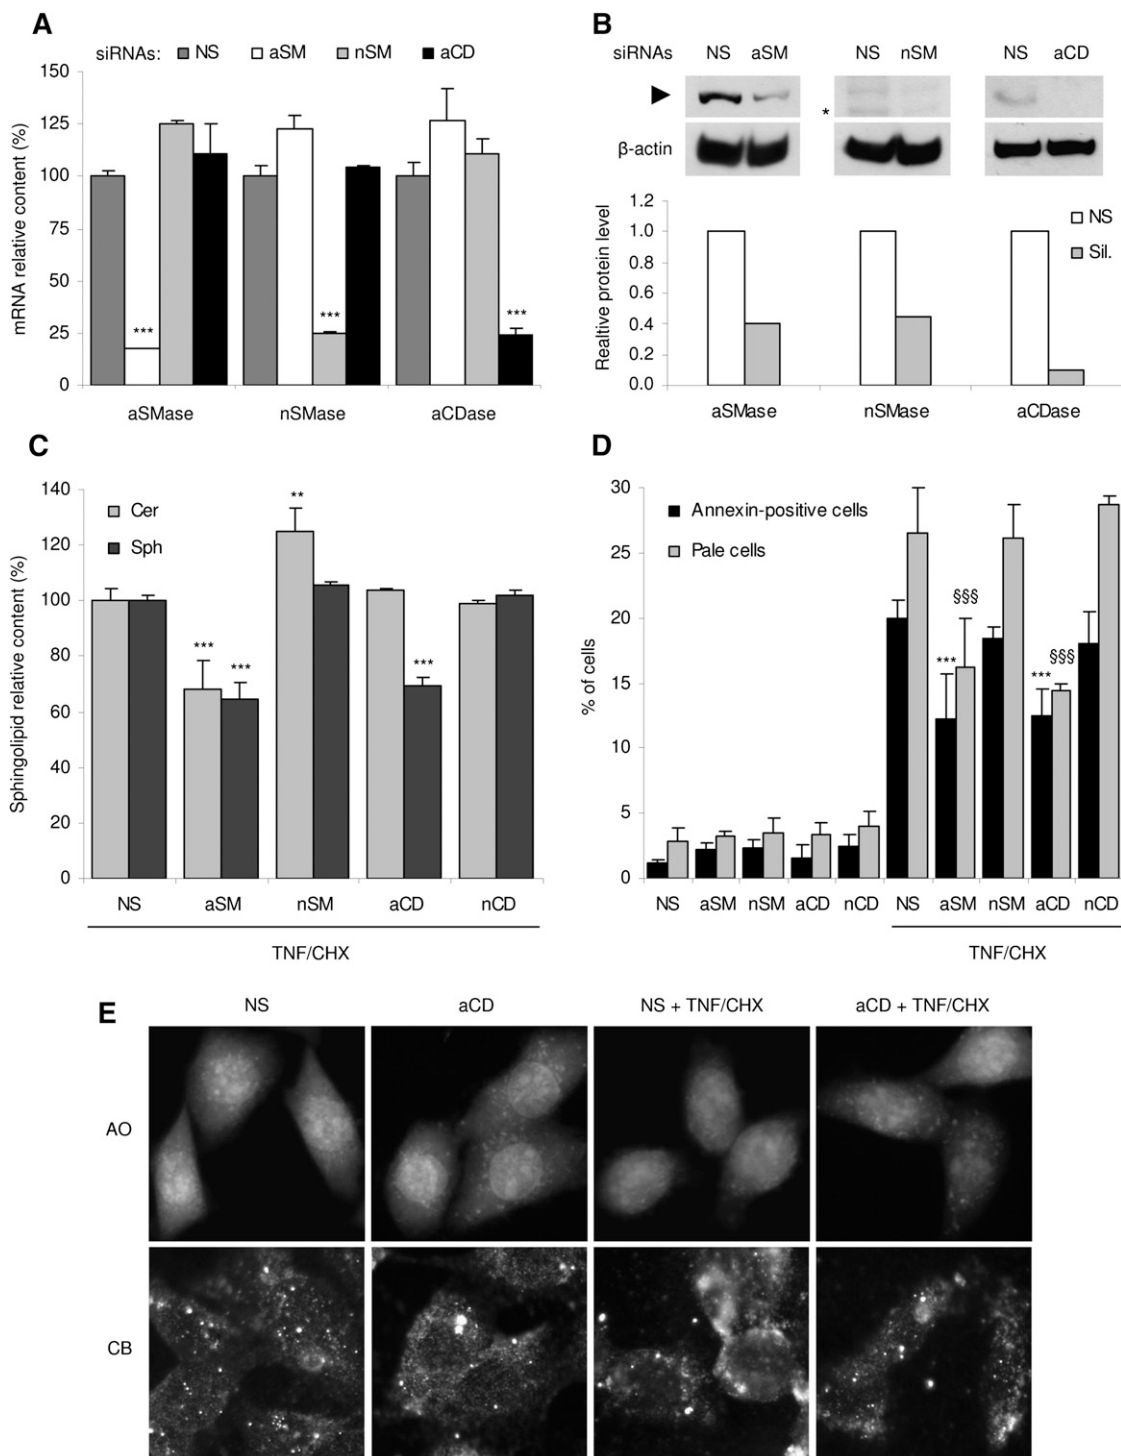 A
siRNAs: NS aSM nSM aCD
mRNA relative content (%)
150
125
100
75
50
25
0
***
***
***
aSMase nSMase aCDase
B
siRNAs NS aSM NS nSM NS aCD
*
β-actin
Realtive protein level
1.2
1.0
0.8
0.6
0.4
0.2
0.0
NS
Sil.
aSMase nSMase aCDase
C
Sphingolipid relative content (%)
140
120
100
80
60
40
20
0
Cer
Sph
***
***
**
***
NS aSM nSM aCD nCD
TNF/CHX
D
% of cells
30
25
20
15
10
5
0
Annexin-positive cells
Pale cells
***
§§§
***
§§§
NS aSM nSM aCD nCD NS aSM nSM aCD nCD
TNF/CHX
E
NS aCD NS + TNF/CHX aCD + TNF/CHX
AO
CB